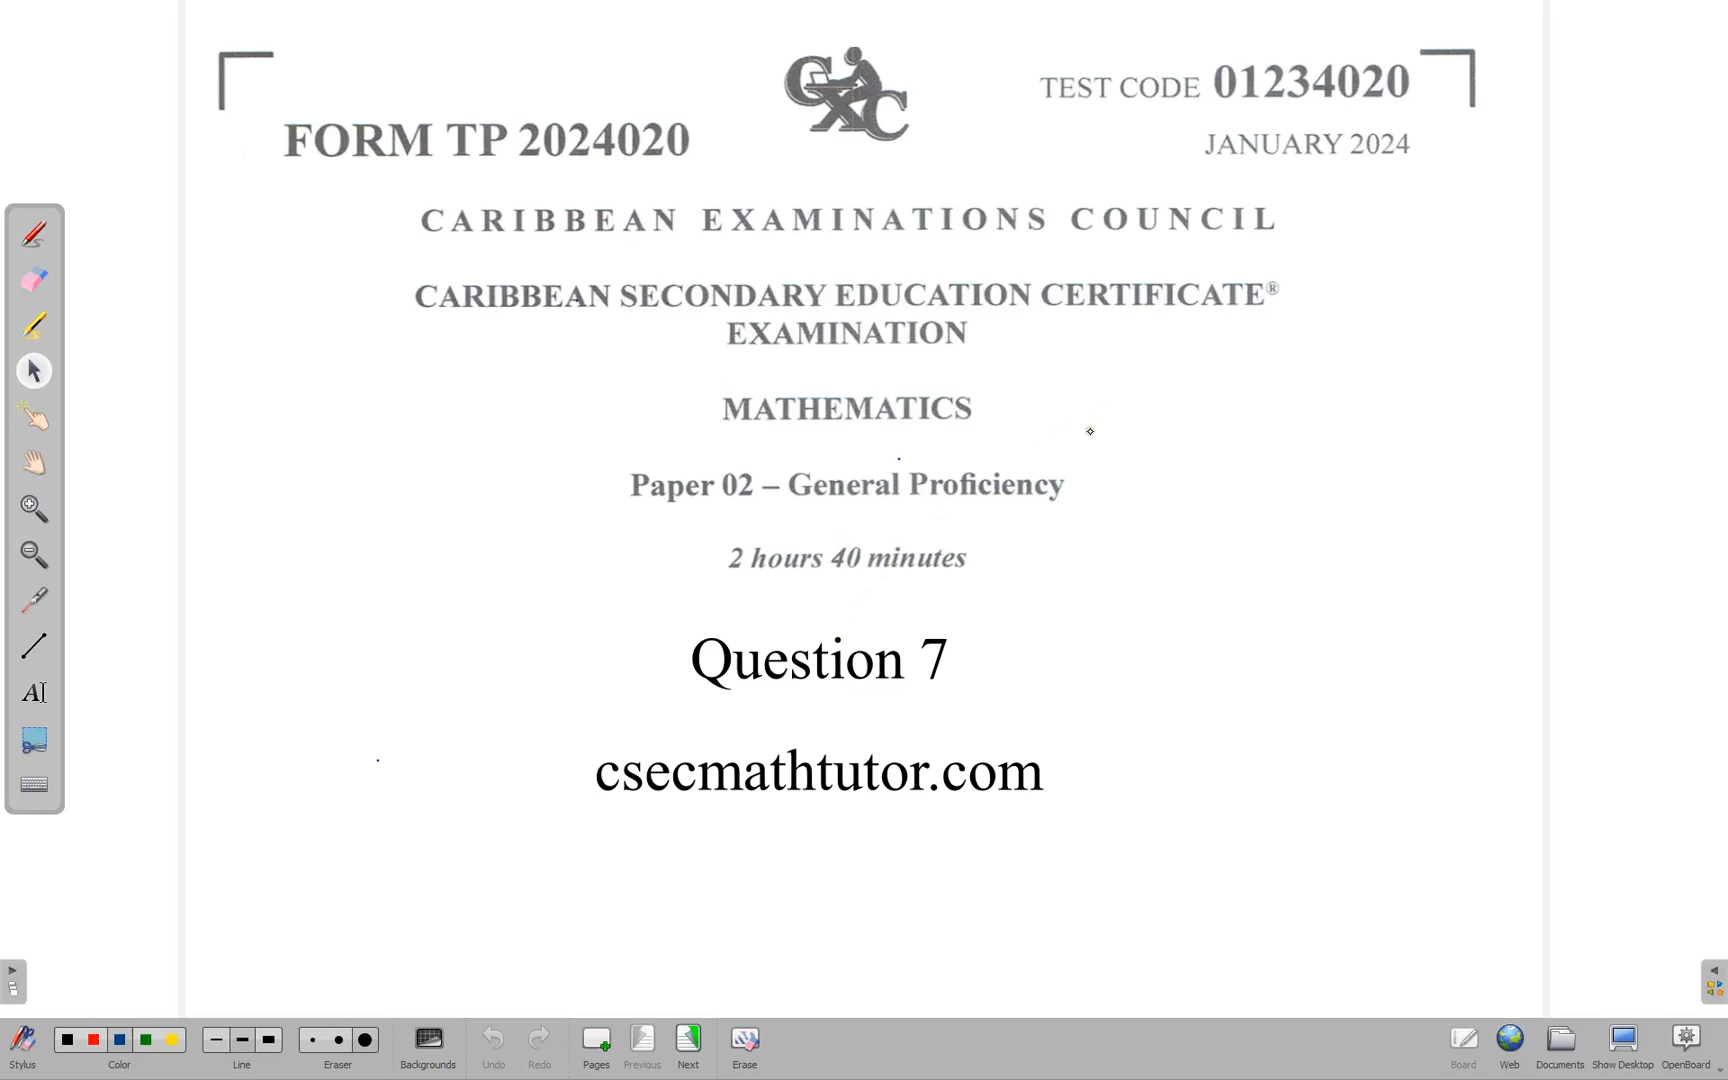 CXC
TEST CODE 01234020
FORM TP 2024020
JANUARY 2024
CARIBBEAN EXAMINATIONS COUNCIL
CARIBBEAN SECONDARY EDUCATION CERTIFICATE®
EXAMINATION
MATHEMATICS
Paper 02 – General Proficiency
2 hours 40 minutes
Question 7
csecmathtutor.com
A
Stylus
Color
Line
Eraser
Backgrounds
Undo
Redo
Pages
Previous
Next
Erase
Board
Web
Documents
Show Desktop
OpenBoard